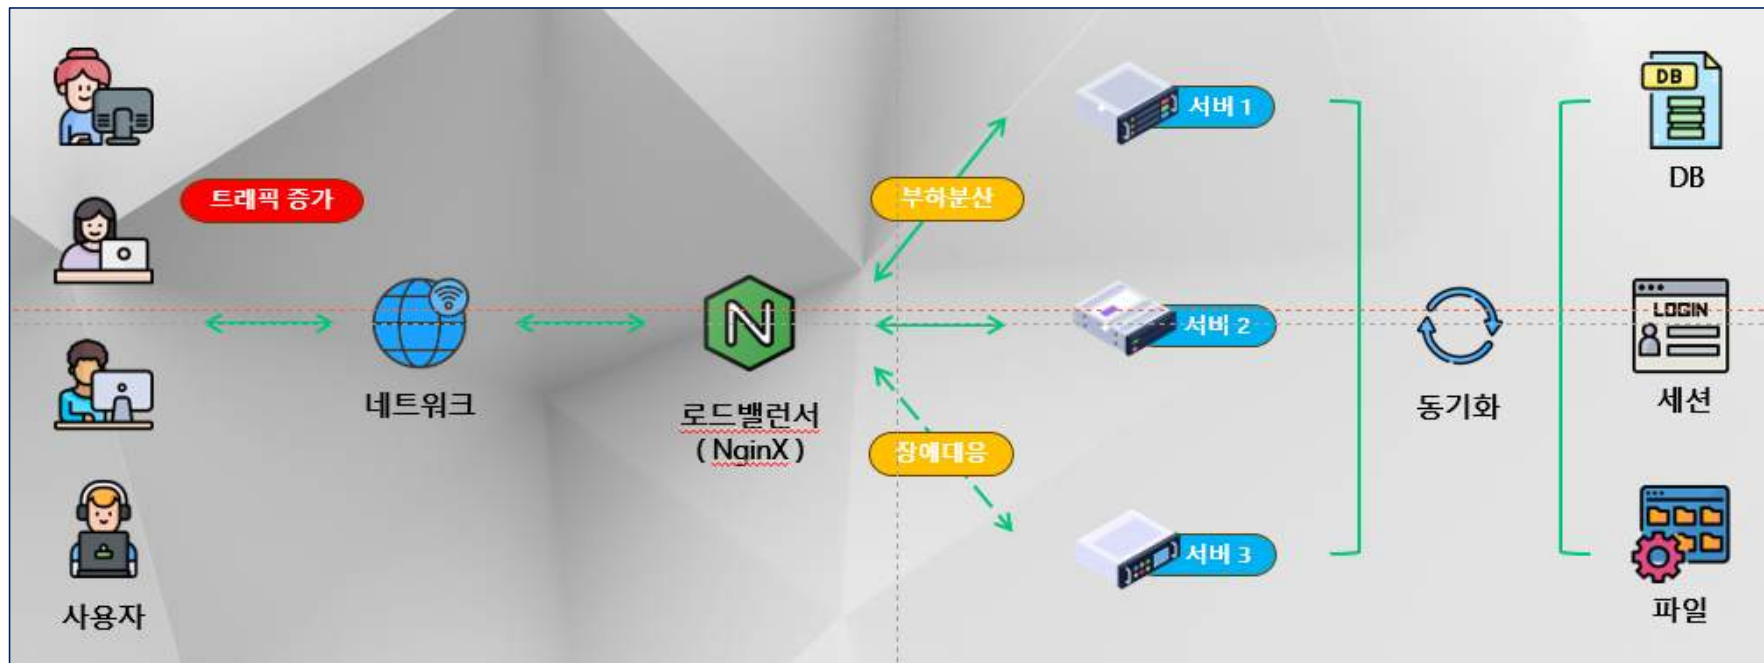 트래픽 증가
부하분산
장애대응
사용자
네트워크
N
로드밸런서
( NginX )
서버 1
서버 2
서버 3
동기화
DB
DB
LOGIN
세션
파일